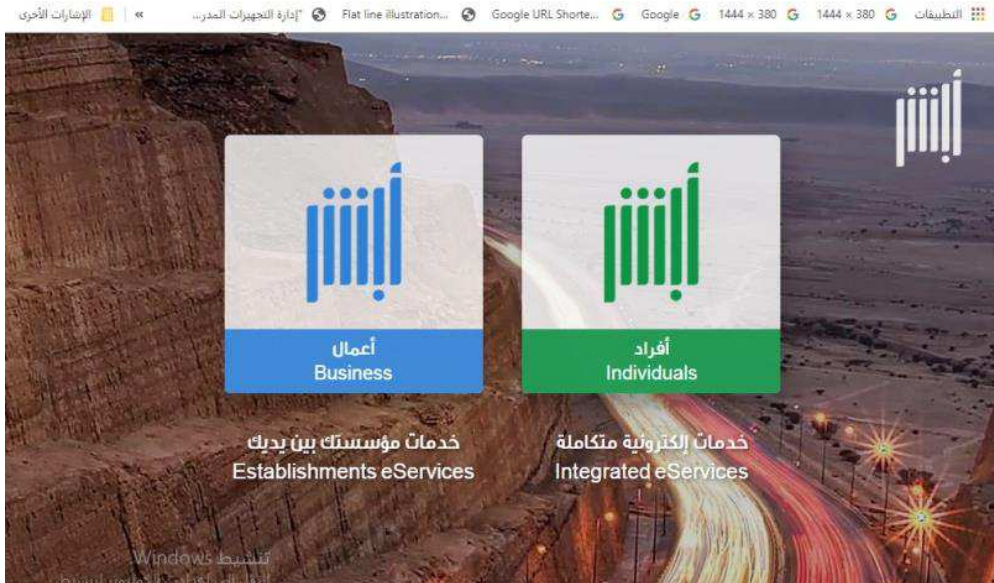 التطبيقات
1444 × 380
1444 × 380
Google
Google URL Shorte...
Flat line illustration...
"إدارة التجهيزات المدر...
»
الإشارات الأخرى
أبشر
أبشر
أفراد
Individuals
خدمات إلكترونية متكاملة
Integrated eServices
أبشر
أعمال
Business
خدمات مؤسستك بين يديك
Establishments eServices
تنشيط Windows